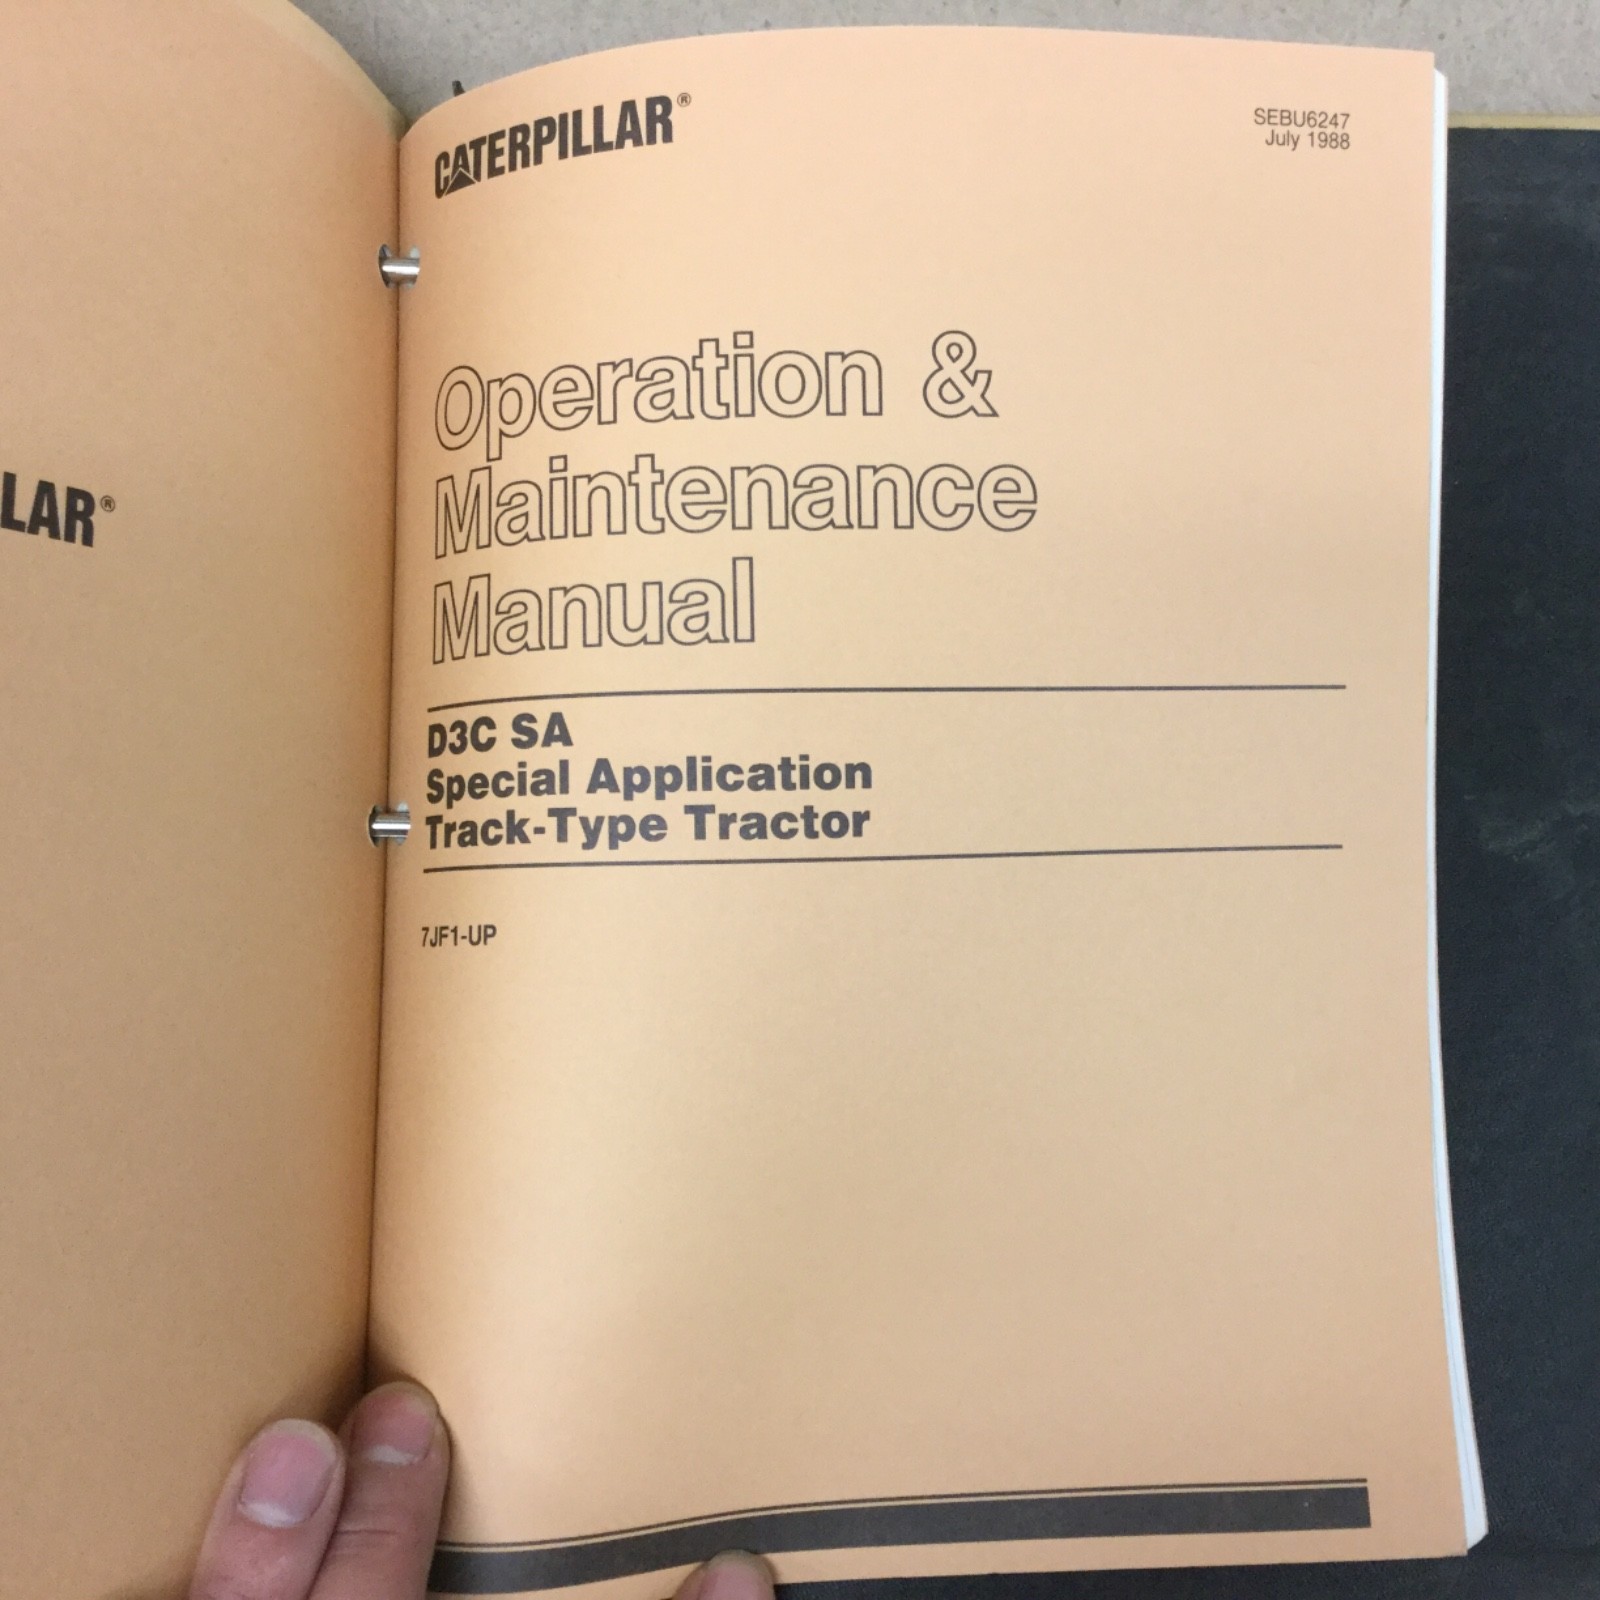 LAR®
CATERPILLAR®
SEBU6247
July 1988
Operation &
Maintenance
Manual
D3C SA
Special Application
Track-Type Tractor
7JF1-UP